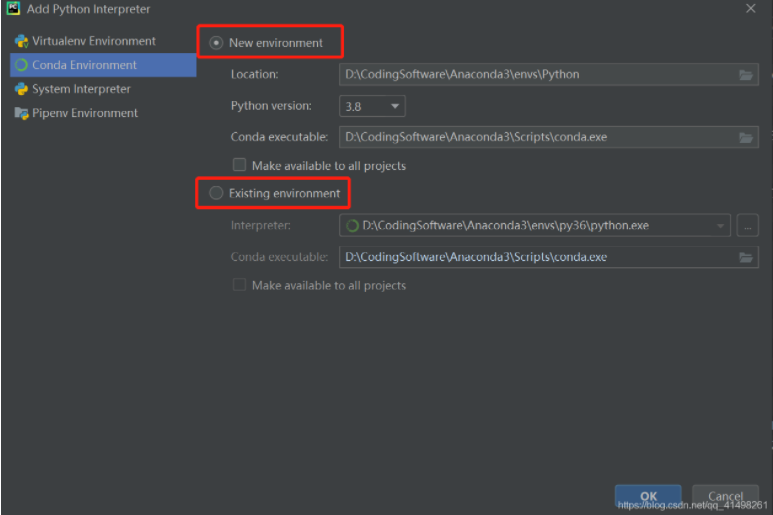 PC Add Python Interpreter
Virtualenv Environment
Conda Environment
System Interpreter
Pipenv Environment
New environment
Location: D:\CodingSoftware\Anaconda3\envs\Python
Python version: 3.8
Conda executable: D:\CodingSoftware\Anaconda3\Scripts\conda.exe
Make available to all projects
Existing environment
Interpreter: D:\CodingSoftware\Anaconda3\envs\py36\python.exe ...
Conda executable: D:\CodingSoftware\Anaconda3\Scripts\conda.exe
Make available to all projects
OK Cancel
https://blog.csdn.net/qq_41498261